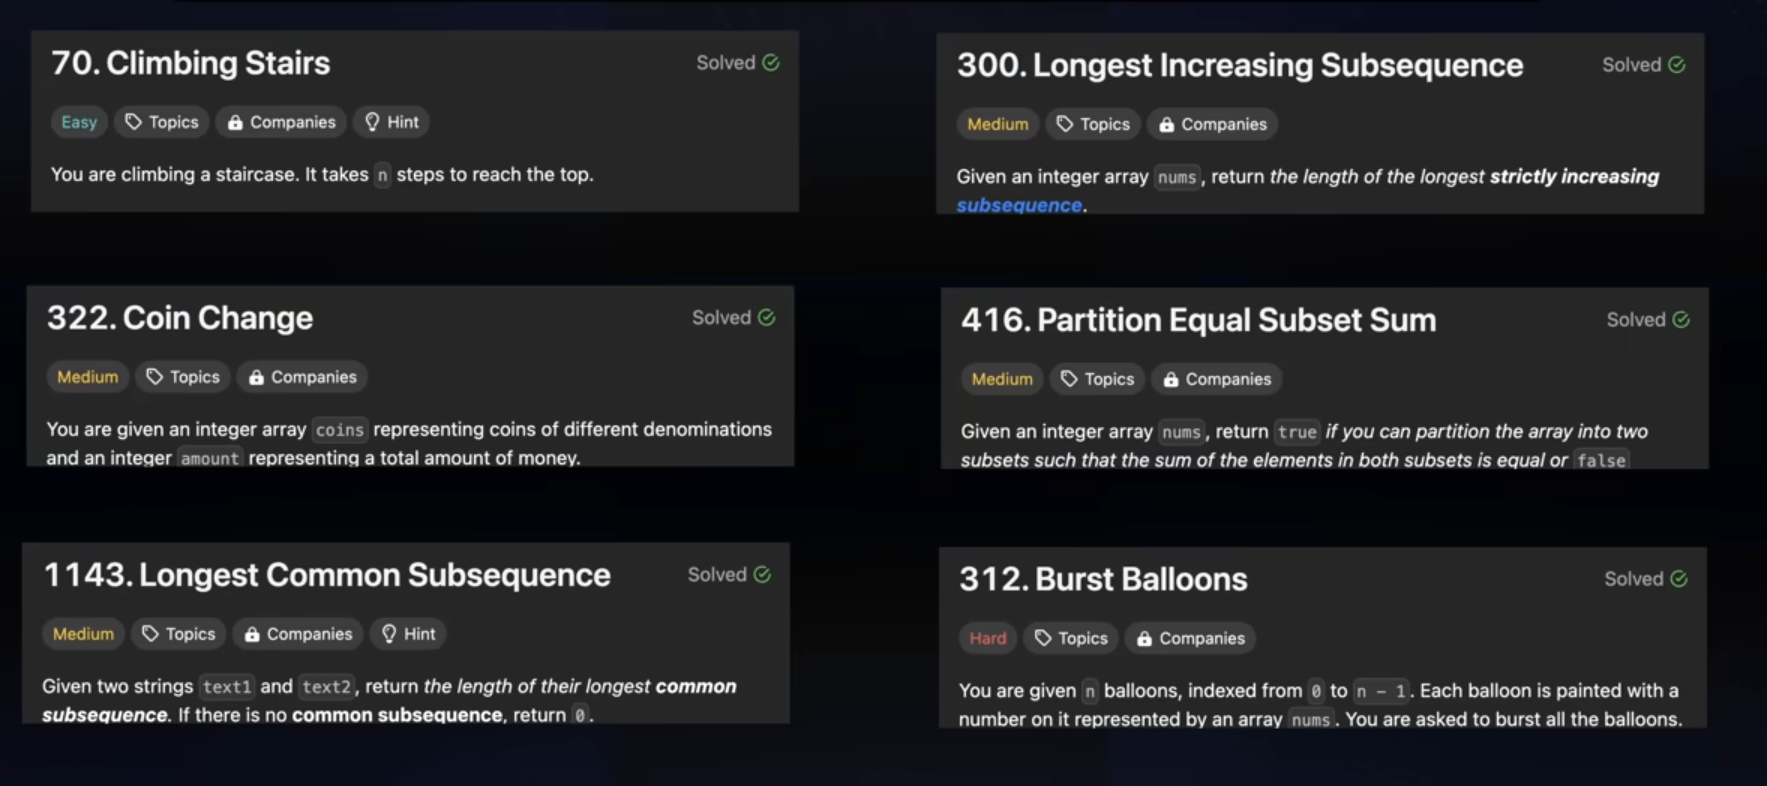 70. Climbing Stairs
Solved
Easy Topics Companies Hint
You are climbing a staircase. It takes n steps to reach the top.
300. Longest Increasing Subsequence
Solved
Medium Topics Companies
Given an integer array nums, return the length of the longest strictly increasing
subsequence.
322. Coin Change
Solved
Medium Topics Companies
You are given an integer array coins representing coins of different denominations
and an integer amount representing a total amount of money.
416. Partition Equal Subset Sum
Solved
Medium Topics Companies
Given an integer array nums, return true if you can partition the array into two
subsets such that the sum of the elements in both subsets is equal or false
1143. Longest Common Subsequence
Solved
Medium Topics Companies Hint
Given two strings text1 and text2, return the length of their longest common
subsequence. If there is no common subsequence, return 0.
312. Burst Balloons
Solved
Hard Topics Companies
You are given n balloons, indexed from 0 to n - 1. Each balloon is painted with a
number on it represented by an array nums. You are asked to burst all the balloons.